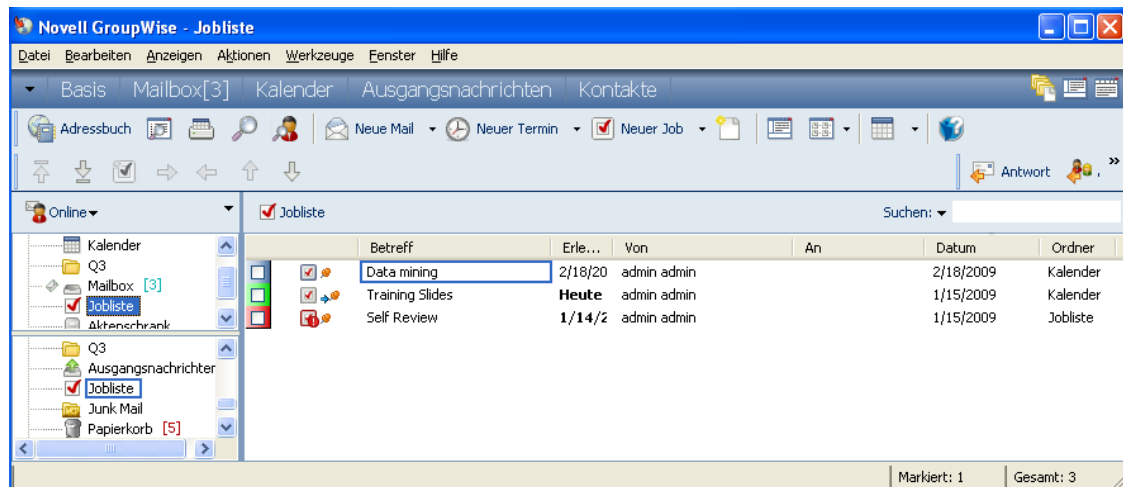 Novell GroupWise - Jobliste
Datei Bearbeiten Anzeigen Aktionen Werkzeuge Fenster Hilfe
Basis Mailbox[3] Kalender Ausgangsnachrichten Kontakte
Adressbuch Neue Mail Neuer Termin Neuer Job
Antwort
Online Jobliste Suchen:
Kalender
Q3
Mailbox [3]
Jobliste
Aktenschrank
Q3
Ausgangsnachrichter
Jobliste
Junk Mail
Papierkorb [5]
Betreff Erle... Von An Datum Ordner
Data mining 2/18/20 admin admin 2/18/2009 Kalender
Training Slides Heute admin admin 1/15/2009 Kalender
Self Review 1/14/2 admin admin 1/15/2009 Jobliste
Markiert: 1 Gesamt: 3